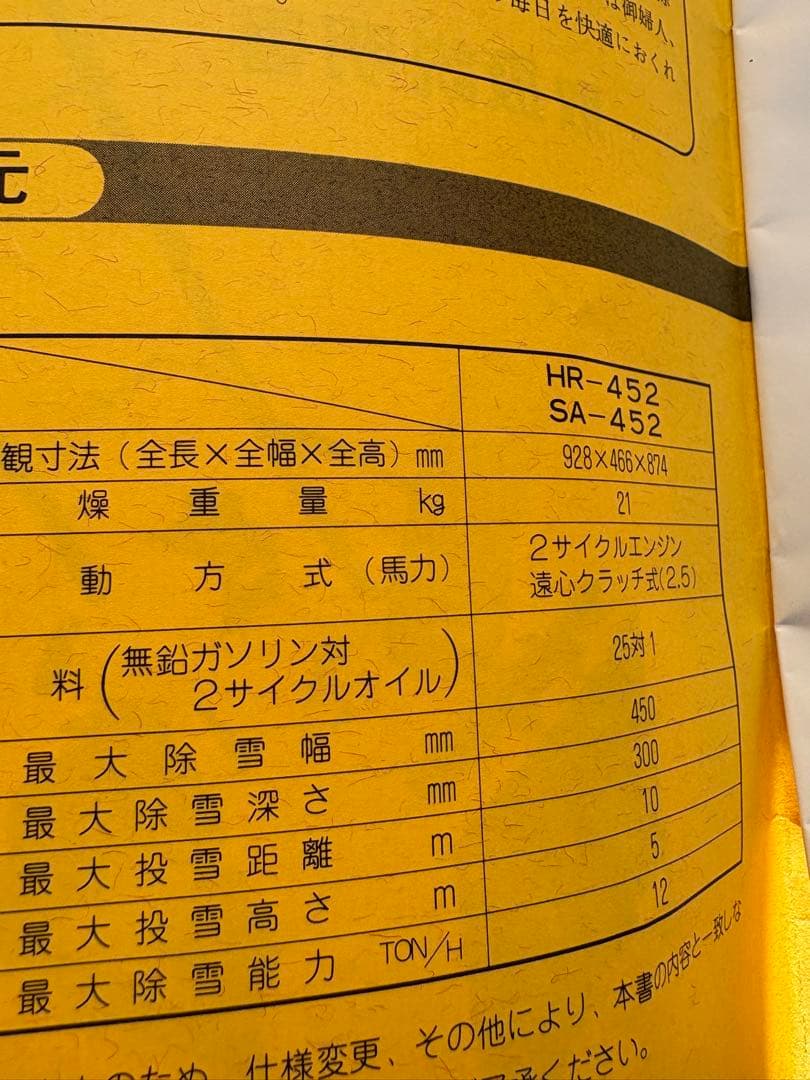 は御婦人、
毎日を快適におくれ
元
HR-452
SA-452
観寸法(全長×全幅×全高)mm 928×466×874
燥重量 kg 21
動方式(馬力) 2サイクルエンジン
遠心クラッチ式(2.5)
料(無鉛ガソリン対
2サイクルオイル) 25対1
最大除雪幅 mm 450
最大除雪深さ mm 300
最大投雪距離 m 10
最大投雪高さ m 5
最大除雪能力 TON/H 12
のため、仕様変更、その他により、本書の内容と一致しな
承ください。